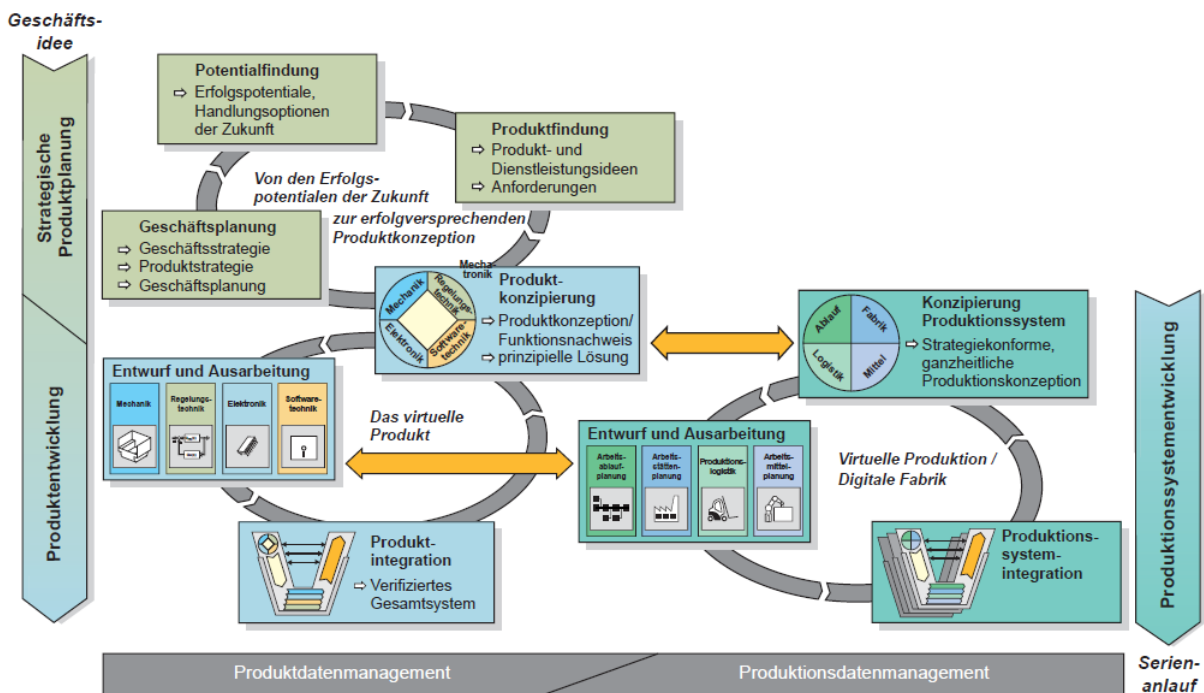 Geschäfts-
idee
Strategische
Produktplanung
Produktentwicklung
Potentialfindung
⇨ Erfolgspotentiale,
Handlungsoptionen
der Zukunft
Produktfindung
⇨ Produkt- und
Dienstleistungsideen
⇨ Anforderungen
Von den Erfolgs-
potentialen der Zukunft
zur erfolgversprechenden
Produktkonzeption
Geschäftsplanung
⇨ Geschäftsstrategie
⇨ Produktstrategie
⇨ Geschäftsplanung
Mecha-
tronik
Mechanik
Regelungs-
technik
Elektronik
Software-
technik
Produkt-
konzipierung
⇨ Produktkonzeption/
Funktionsnachweis
⇨ prinzipielle Lösung
Ablauf
Fabrik
Logistik
Mittel
Konzipierung
Produktionssystem
⇨ Strategiekonforme,
ganzheitliche
Produktionskonzeption
Entwurf und Ausarbeitung
Mechanik
Regelungs-
technik
Elektronik
Software-
technik
Das virtuelle
Produkt
Entwurf und Ausarbeitung
Arbeits-
ablauf-
planung
Arbeits-
stätten-
planung
Produktions-
logistik
Arbeits-
mittel-
planung
Virtuelle Produktion /
Digitale Fabrik
Produkt-
integration
⇨ Verifiziertes
Gesamtsystem
Produktions-
system-
integration
Produktionssystementwicklung
Produktdatenmanagement
Produktionsdatenmanagement
Serien-
anlauf